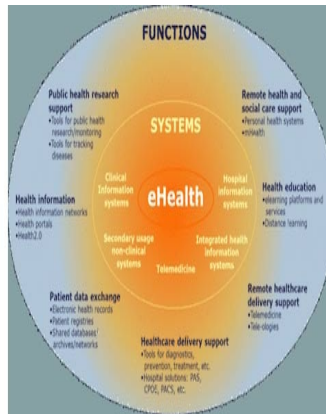 FUNCTIONS
Public health research
support
•Tools for public health
research/monitoring
•Tools for tracking
diseases
Remote health and
social care support
•Personal health systems
•mHealth
SYSTEMS
Clinical
Information
systems
Hospital
information
systems
eHealth
Health information
•Health information networks
•Health portals
•Health2.0
Health education
•elearning platforms and
services
•Distance learning
Secondary usage
non-clinical
systems
Integrated health
information
systems
Telemedicine
Patient data exchange
•Electronic health records
•Patient registries
•Shared databases/
archives/networks
Remote healthcare
delivery support
•Telemedicine
•Tele-ologies
Healthcare delivery support
•Tools for diagnostics,
prevention, treatment, etc.
•Hospital solutions: PAS,
CPOE, PACS, etc.